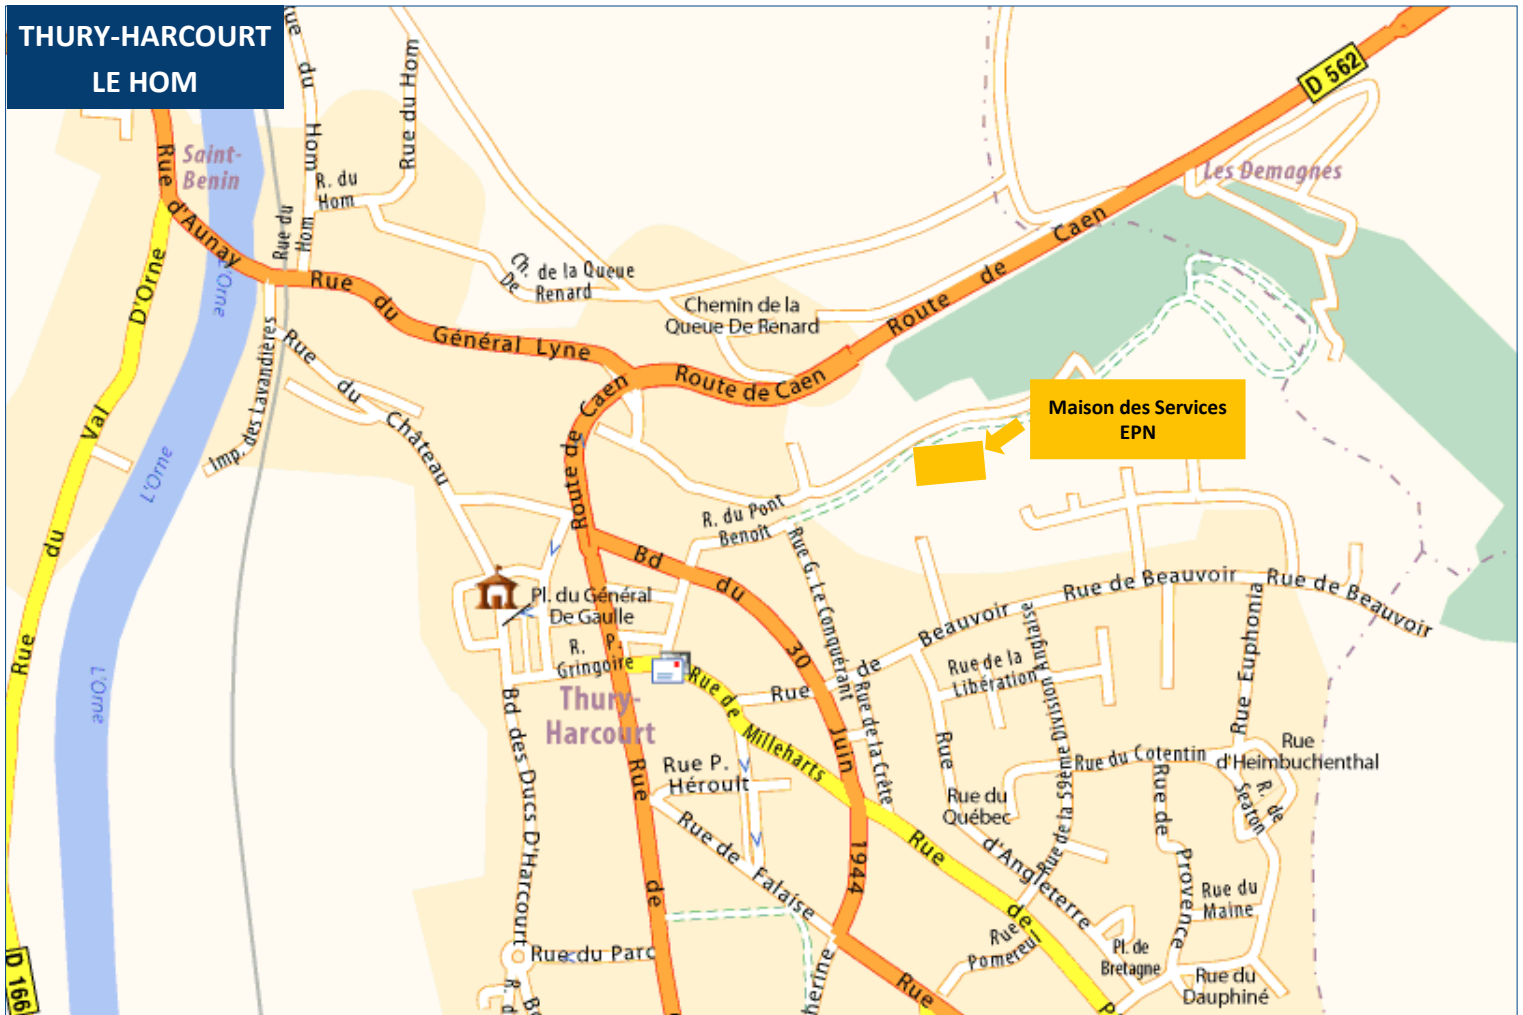 THURY-HARCOURT
LE HOM
Rue du Hom
Rue du Hom
D 562
Saint-
Benin
R. du
Hom
Les Demagnes
Rue d'Aunay
Rue du
Hom
Route de Caen
Rue du Val D'Orne
L'Orne
Ch. de la Queue
De Renard
Rue du Général Lyne
Chemin de la
Queue De Renard
Imp. des Lavandières
Rue du Château
Route de Caen
Route de Caen
Maison des Services
EPN
L'Orne
R. du Pont
Benoît
Bd du 30 Juin 1944
Rue G. Le Conquérant
Rue de Beauvoir
Rue de Beauvoir
Pl. du Général
De Gaulle
Rue de Beauvoir
Rue Euphonia
R. P.
Gringoire
Rue de la
Libération
Rue de la 59ème Division Anglaise
L'Orne
Thury-
Harcourt
Rue de Milleharts
Rue de la Crète
Bd des Ducs D'Harcourt
Rue P.
Héroult
Rue du Cotentin
Rue
d'Heimbuchenthal
Rue du
Québec
R. de
Seaton
Rue d'Angleterre
Rue de Provence
Rue de Falaise
Rue de
Rue de
Rue du
Maine
Rue
Pomereul
Pl. de
Bretagne
Rue du Parc
Rue du
Dauphiné
D 166
R. d
Rue
herine